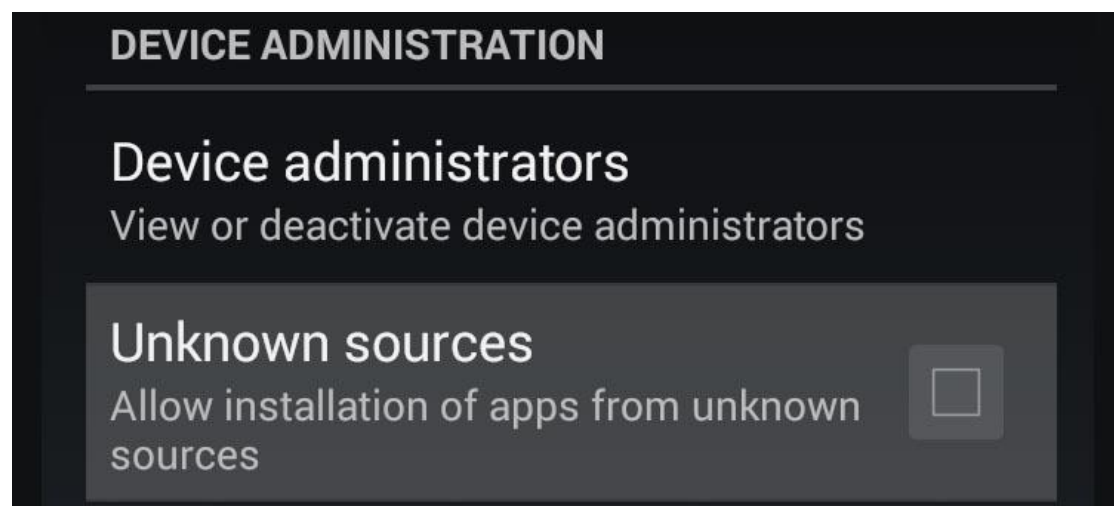 DEVICE ADMINISTRATION
Device administrators
View or deactivate device administrators
Unknown sources
Allow installation of apps from unknown
sources